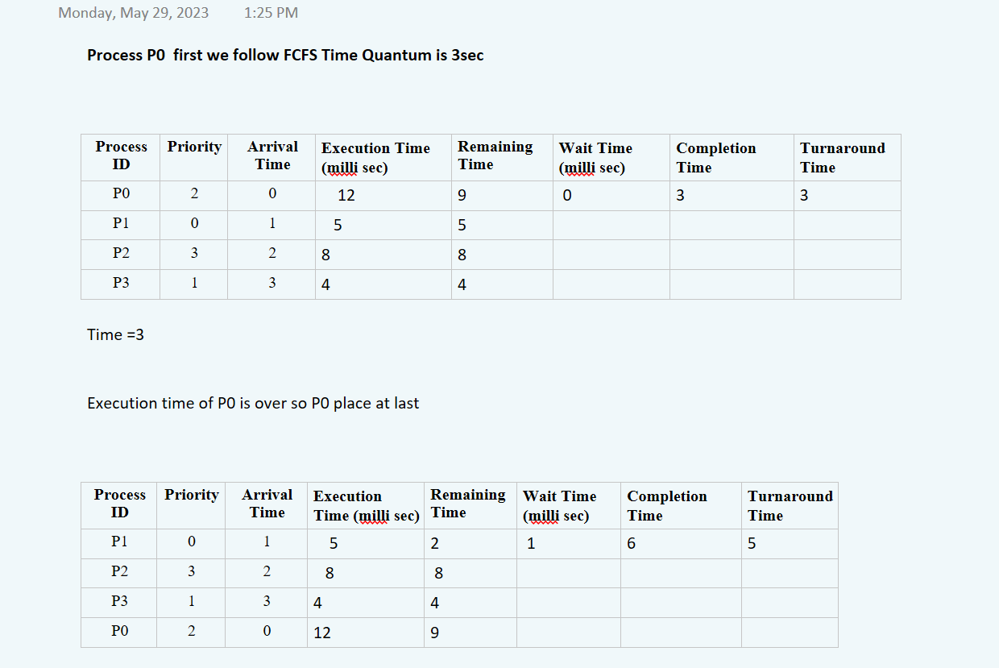 Monday, May 29, 2023 1:25 PM
Process P0 first we follow FCFS Time Quantum is 3sec
Process ID Priority Arrival Time Execution Time (milli sec) Remaining Time Wait Time (milli sec) Completion Time Turnaround Time
P0 2 0 12 9 0 3 3
P1 0 1 5 5
P2 3 2 8 8
P3 1 3 4 4
Time =3
Execution time of P0 is over so P0 place at last
Process ID Priority Arrival Time Execution Time (milli sec) Remaining Time Wait Time (milli sec) Completion Time Turnaround Time
P1 0 1 5 2 1 6 5
P2 3 2 8 8
P3 1 3 4 4
P0 2 0 12 9